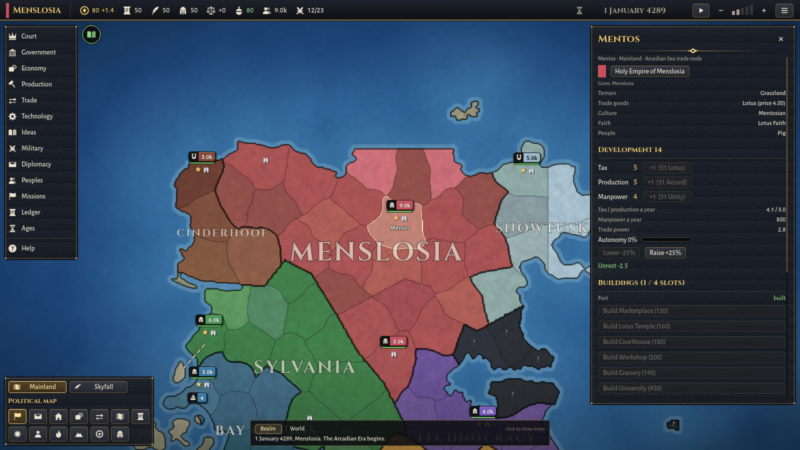 MENSLOSIA
80 +1.4
50
50
50
+0
80
9.0k
12/23
1 JANUARY 4289
Court
Government
Economy
Production
Trade
Technology
Ideas
Military
Diplomacy
Peoples
Missions
Ledger
Ages
Help
3.0k
5.0k
9.0k
Mentos
CINDERHOOF
MENSLOSIA
SNOWTUSK
6.0k
3.0k
SYLVANIA
3.0k
4
4.0k
BAY
TECHNOCRACY
Mainland
Skyfall
POLITICAL MAP
Realm
World
click to show more
1 January 4289, Menslosia. The Arcadian Era begins.
MENTOS
Mentos · Mainland · Arcadian Sea trade node
Holy Empire of Menslosia
Cores: Menslosia
Terrain Grassland
Trade goods Lotus (price 4.00)
Culture Mentosian
Faith Lotus Faith
People Pig
DEVELOPMENT 14
Tax 5 +1 (51 Lotus)
Production 5 +1 (51 Accord)
Manpower 4 +1 (51 Unity)
Tax / production a year 4.1 / 3.0
Manpower a year 800
Trade power 2.8
Autonomy 0%
Lower -25%
Raise +25%
Unrest -2.5
BUILDINGS (1 / 4 SLOTS)
Fort built
Build Marketplace (120)
Build Lotus Temple (160)
Build Courthouse (180)
Build Workshop (200)
Build Granary (140)
Build University (450)